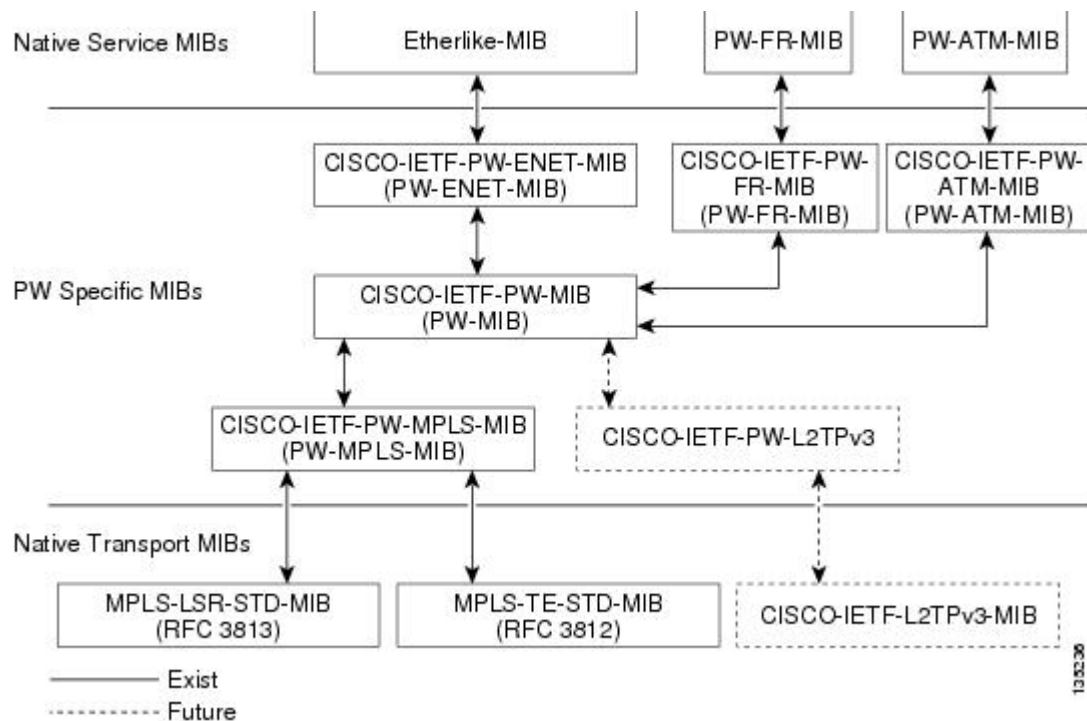 Native Service MIBs
Etherlike-MIB
PW-FR-MIB
PW-ATM-MIB
CISCO-IETF-PW-ENET-MIB
(PW-ENET-MIB)
CISCO-IETF-PW-
FR-MIB
(PW-FR-MIB)
CISCO-IETF-PW-
ATM-MIB
(PW-ATM-MIB)
PW Specific MIBs
CISCO-IETF-PW-MIB
(PW-MIB)
CISCO-IETF-PW-MPLS-MIB
(PW-MPLS-MIB)
CISCO-IETF-PW-L2TPv3
Native Transport MIBs
MPLS-LSR-STD-MIB
(RFC 3813)
MPLS-TE-STD-MIB
(RFC 3812)
CISCO-IETF-L2TPv3-MIB
Exist
Future
135236